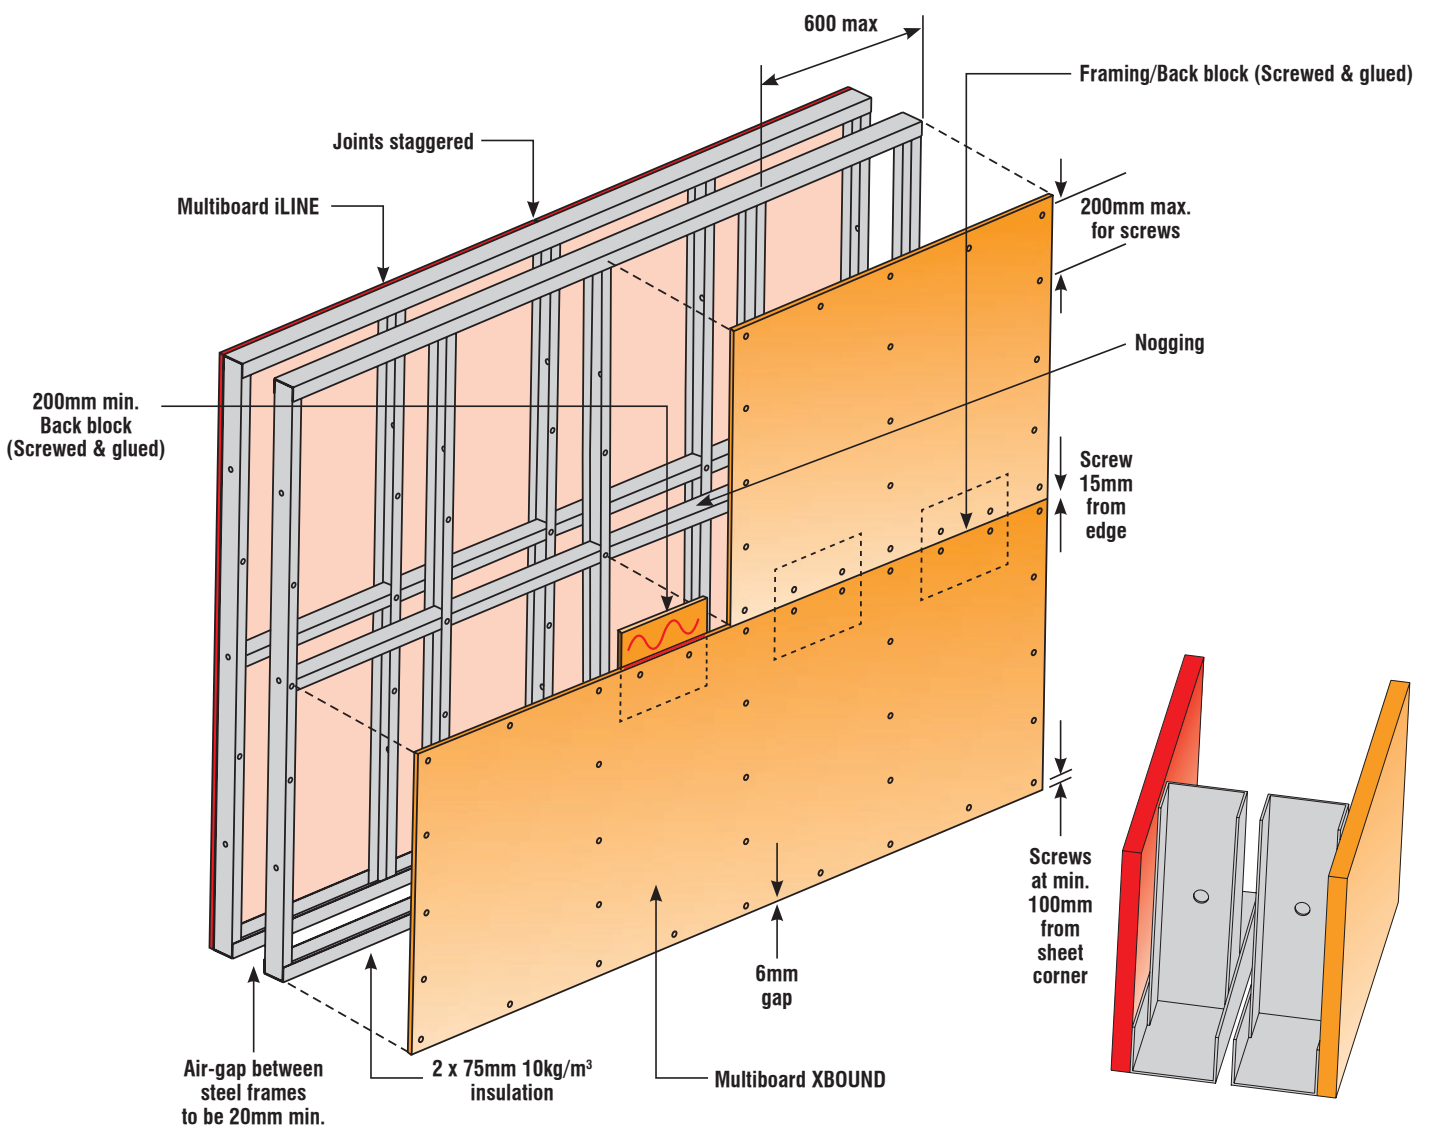 600 max
Framing/Back block (Screwed & glued)
Joints staggered
Multiboard iLINE
200mm max.
for screws
Nogging
200mm min.
Back block
(Screwed & glued)
Screw
15mm
from
edge
Screws
at min.
100mm
from
sheet
corner
6mm
gap
Air-gap between
steel frames
to be 20mm min.
2 x 75mm 10kg/m³
insulation
Multiboard XBOUND